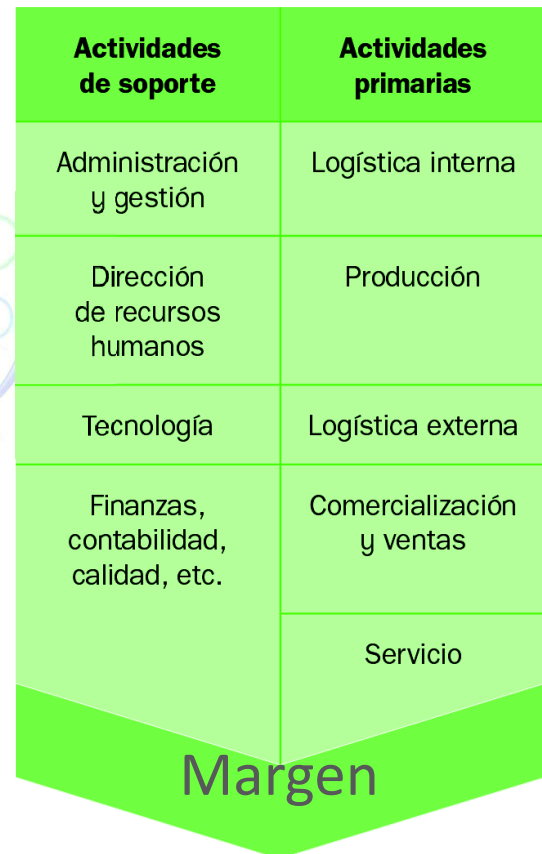 Actividades
de soporte
Actividades
primarias
Administración
y gestión
Logística interna
Dirección
de recursos
humanos
Producción
Tecnología
Logística externa
Finanzas,
contabilidad,
calidad, etc.
Comercialización
y ventas
Servicio
Margen